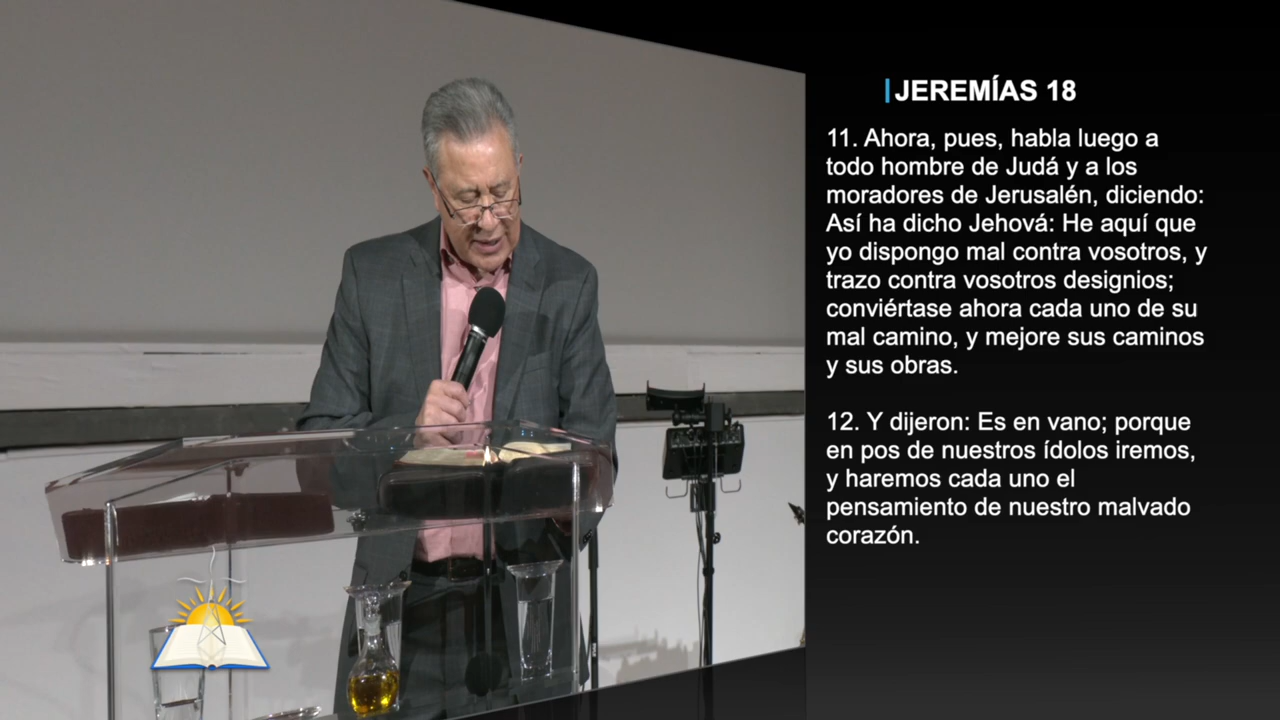 JEREMÍAS 18
11. Ahora, pues, habla luego a
todo hombre de Judá y a los
moradores de Jerusalén, diciendo:
Así ha dicho Jehová: He aquí que
yo dispongo mal contra vosotros, y
trazo contra vosotros designios;
conviértase ahora cada uno de su
mal camino, y mejore sus caminos
y sus obras.
12. Y dijeron: Es en vano; porque
en pos de nuestros ídolos iremos,
y haremos cada uno el
pensamiento de nuestro malvado
corazón.